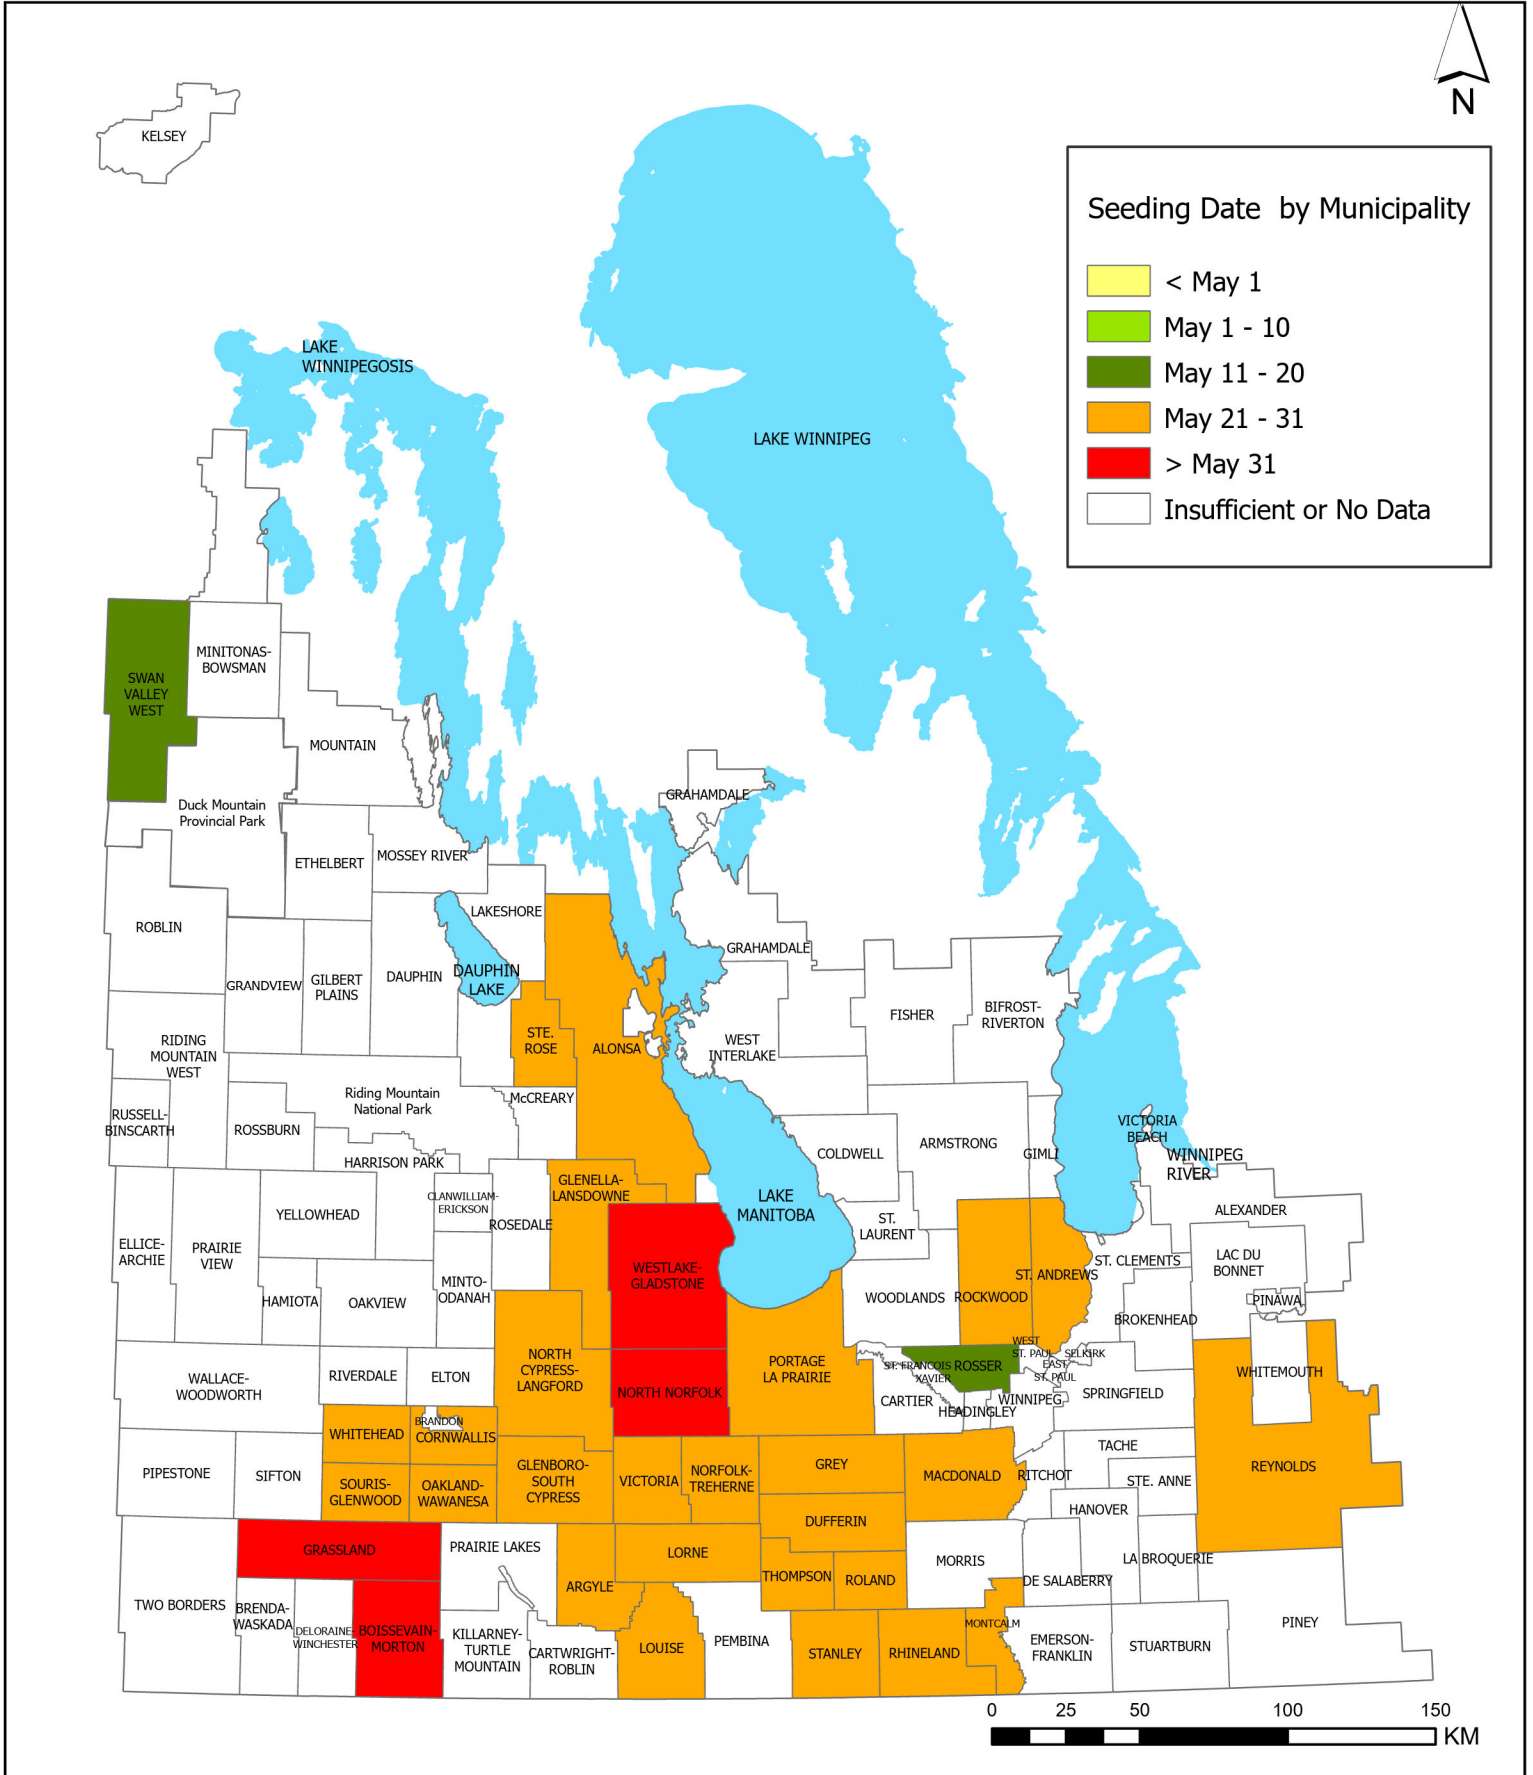 N
KELSEY
Seeding Date by Municipality
< May 1
May 1 - 10
May 11 - 20
May 21 - 31
> May 31
Insufficient or No Data
LAKE
WINNIPEGOSIS
LAKE WINNIPEG
MINITONAS-
BOWSMAN
SWAN
VALLEY
WEST
MOUNTAIN
Duck Mountain
Provincial Park
GRAHAMDALE
ETHELBERT
MOSSEY RIVER
ROBLIN
LAKESHORE
GRAHAMDALE
GRANDVIEW
GILBERT
PLAINS
DAUPHIN
DAUPHIN
LAKE
FISHER
BIFROST-
RIVERTON
STE.
ROSE
ALONSA
WEST
INTERLAKE
RIDING
MOUNTAIN
WEST
Riding Mountain
National Park
McCREARY
RUSSELL-
BINSCARTH
ROSSBURN
HARRISON PARK
COLDWELL
ARMSTRONG
GIMLI
VICTORIA
BEACH
WINNIPEG
RIVER
CLANWILLIAM-
ERICKSON
GLENELLA-
LANSDOWNE
LAKE
MANITOBA
ALEXANDER
YELLOWHEAD
ROSEDALE
ST.
LAURENT
ELLICE-
ARCHIE
PRAIRIE
VIEW
WESTLAKE-
GLADSTONE
ST. ANDREWS
ST. CLEMENTS
LAC DU
BONNET
HAMIOTA
OAKVIEW
MINTO-
ODANAH
WOODLANDS
ROCKWOOD
BROKENHEAD
PINAWA
WALLACE-
WOODWORTH
RIVERDALE
ELTON
NORTH
CYPRESS-
LANGFORD
NORTH NORFOLK
PORTAGE
LA PRAIRIE
ST. FRANCOIS
XAVIER
ROSSER
WEST
ST. PAUL
SELKIRK
EAST
ST. PAUL
WHITEMOUTH
CARTIER
HEADINGLEY
WINNIPEG
SPRINGFIELD
WHITEHEAD
BRANDON
CORNWALLIS
TACHE
PIPESTONE
SIFTON
SOURIS-
GLENWOOD
OAKLAND-
WAWANESA
GLENBORO-
SOUTH
CYPRESS
VICTORIA
NORFOLK-
TREHERNE
GREY
MACDONALD
RITCHOT
STE. ANNE
REYNOLDS
HANOVER
DUFFERIN
GRASSLAND
PRAIRIE LAKES
LORNE
MORRIS
LA BROQUERIE
ARGYLE
THOMPSON
ROLAND
DE SALABERRY
TWO BORDERS
BRENDA-
WASKADA
DELORAINE-
WINCHESTER
BOISSEVAIN-
MORTON
KILLARNEY-
TURTLE
MOUNTAIN
CARTWRIGHT-
ROBLIN
LOUISE
PEMBINA
STANLEY
RHINELAND
MONTCALM
EMERSON-
FRANKLIN
STUARTBURN
PINEY
0 25 50 100 150
KM